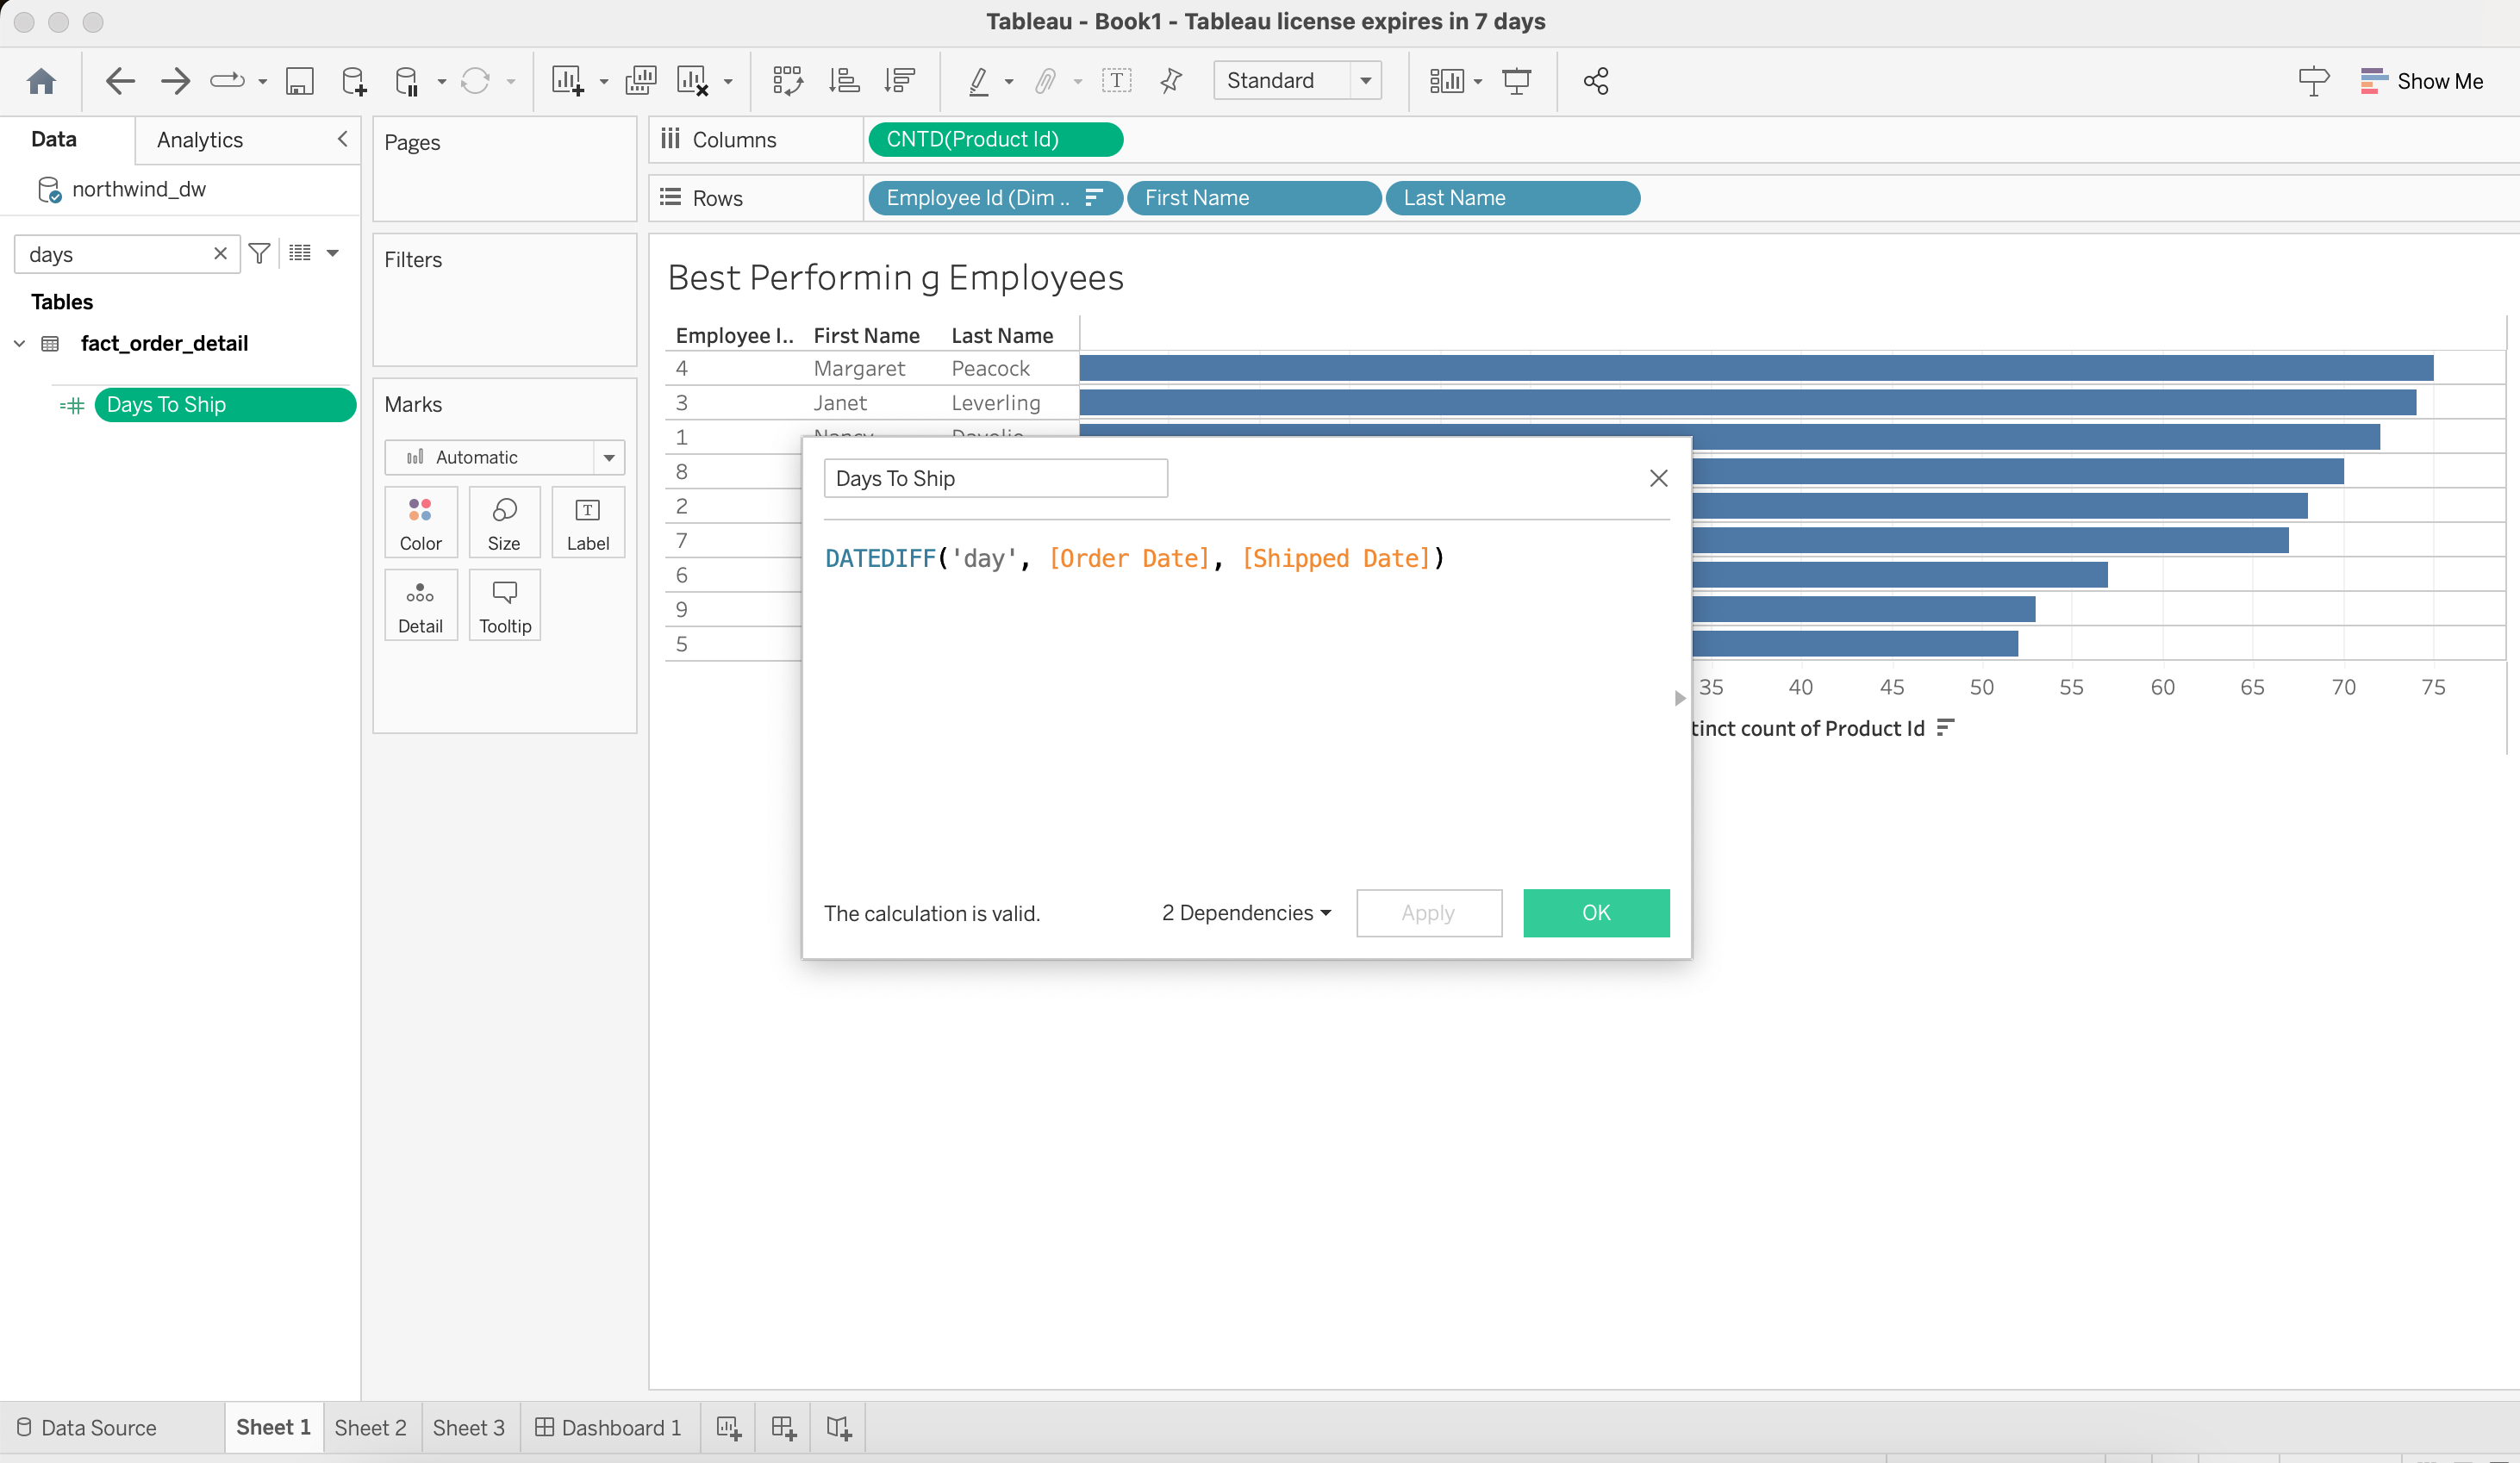 Tableau - Book1 - Tableau license expires in 7 days
Standard
Show Me
Data
Analytics
northwind_dw
days
Tables
fact_order_detail
Days To Ship
Pages
Filters
Marks
Automatic
Color
Size
Label
T
Detail
Tooltip
Columns
CNTD(Product Id)
Rows
Employee Id (Dim ..
First Name
Last Name
Best Performin g Employees
Employee I.. First Name Last Name
4 Margaret Peacock
3 Janet Leverling
1
8
2
7
6
9
5
Days To Ship
DATEDIFF('day', [Order Date], [Shipped Date])
The calculation is valid.
2 Dependencies
Apply
OK
35 40 45 50 55 60 65 70 75
tinct count of Product Id
Data Source
Sheet 1
Sheet 2
Sheet 3
Dashboard 1